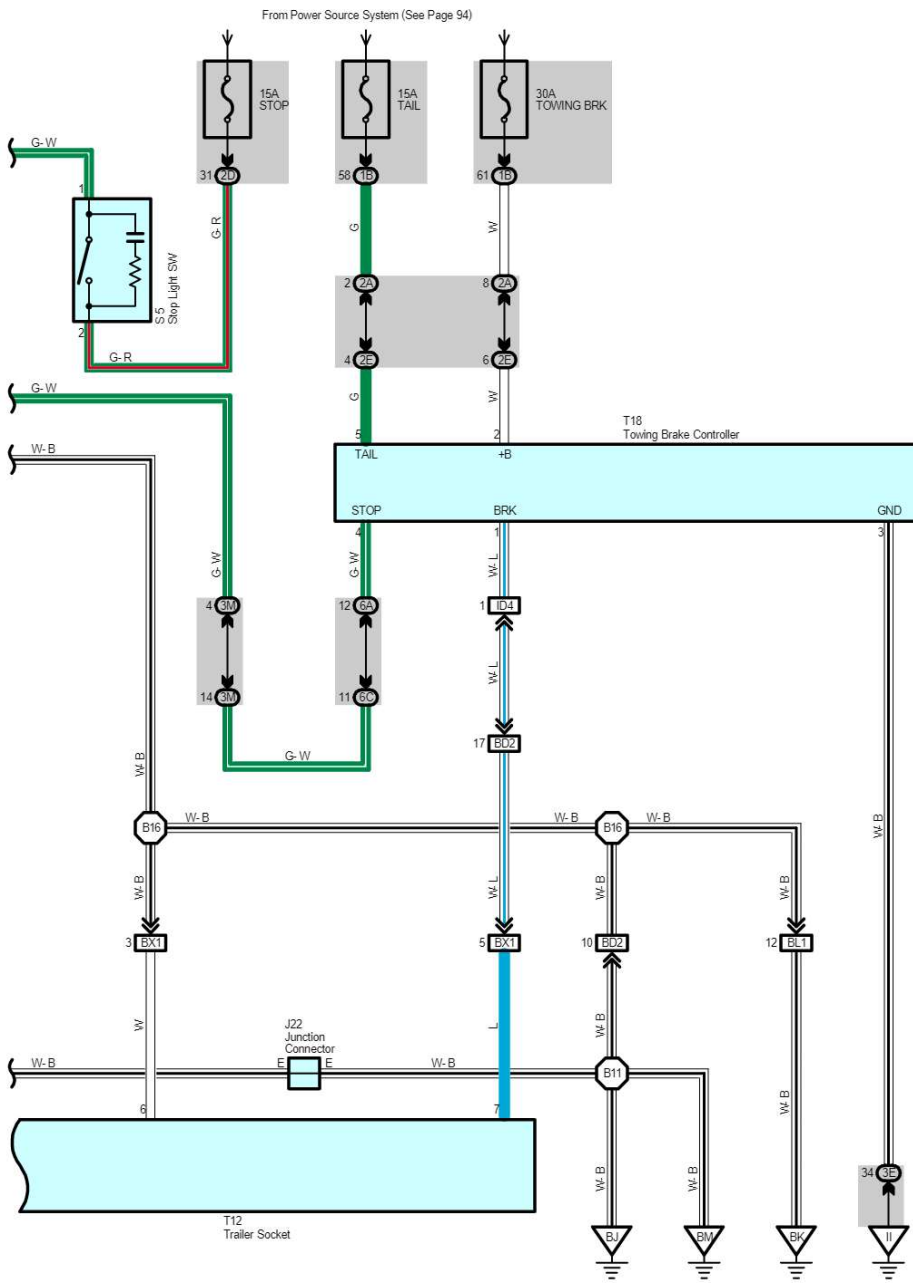 From Power Source System (See Page 94)
15A
STOP
15A
TAIL
30A
TOWING BRK
G- W
31 2D
58 1B
61 1B
1
G- R
G
W
S 5
Stop Light SW
2 2A
8 2A
2
G- R
4 2E
6 2E
G- W
G
W
5
2
T18
Towing Brake Controller
W- B
TAIL
+B
STOP
BRK
GND
4
1
3
G- W
W- L
4 3M
12 6A
1 ID4
W- L
14 3M
11 6C
G- W
17 BD2
W- B
W- B
W- B
W- B
W- B
B16
B16
W- B
W- L
W- B
3 BX1
5 BX1
10 BD2
12 BL1
W
J22
Junction
Connector
L
W- B
W- B
E
E
W- B
B11
6
7
W- B
W- B
W- B
34 3E
T12
Trailer Socket
BJ
BM
BK
II